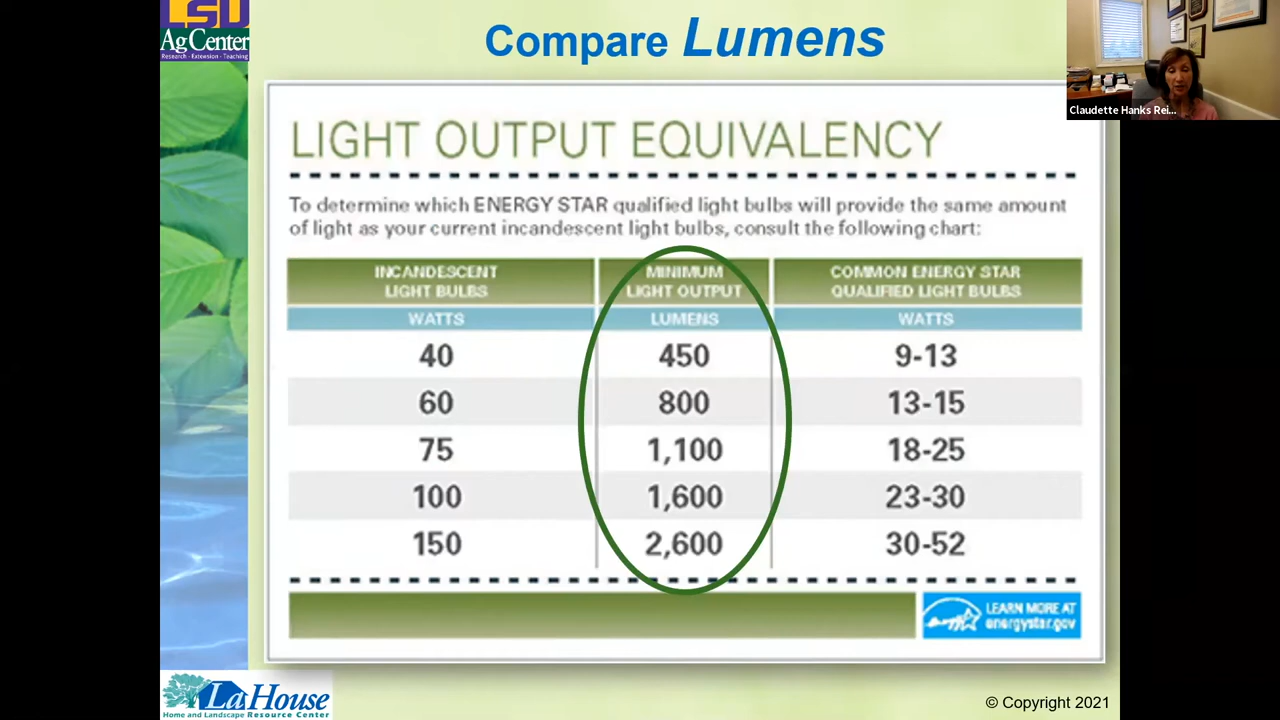 LSU
AgCenter
Research · Extension · Teaching
Compare Lumens
Claudette Hanks Rei...
LIGHT OUTPUT EQUIVALENCY
To determine which ENERGY STAR qualified light bulbs will provide the same amount
of light as your current incandescent light bulbs, consult the following chart:
INCANDESCENT LIGHT BULBS
MINIMUM LIGHT OUTPUT
COMMON ENERGY STAR QUALIFIED LIGHT BULBS
WATTS LUMENS WATTS
40 450 9-13
60 800 13-15
75 1,100 18-25
100 1,600 23-30
150 2,600 30-52
LEARN MORE AT
energystar.gov
LaHouse
Home and Landscape Resource Center
© Copyright 2021